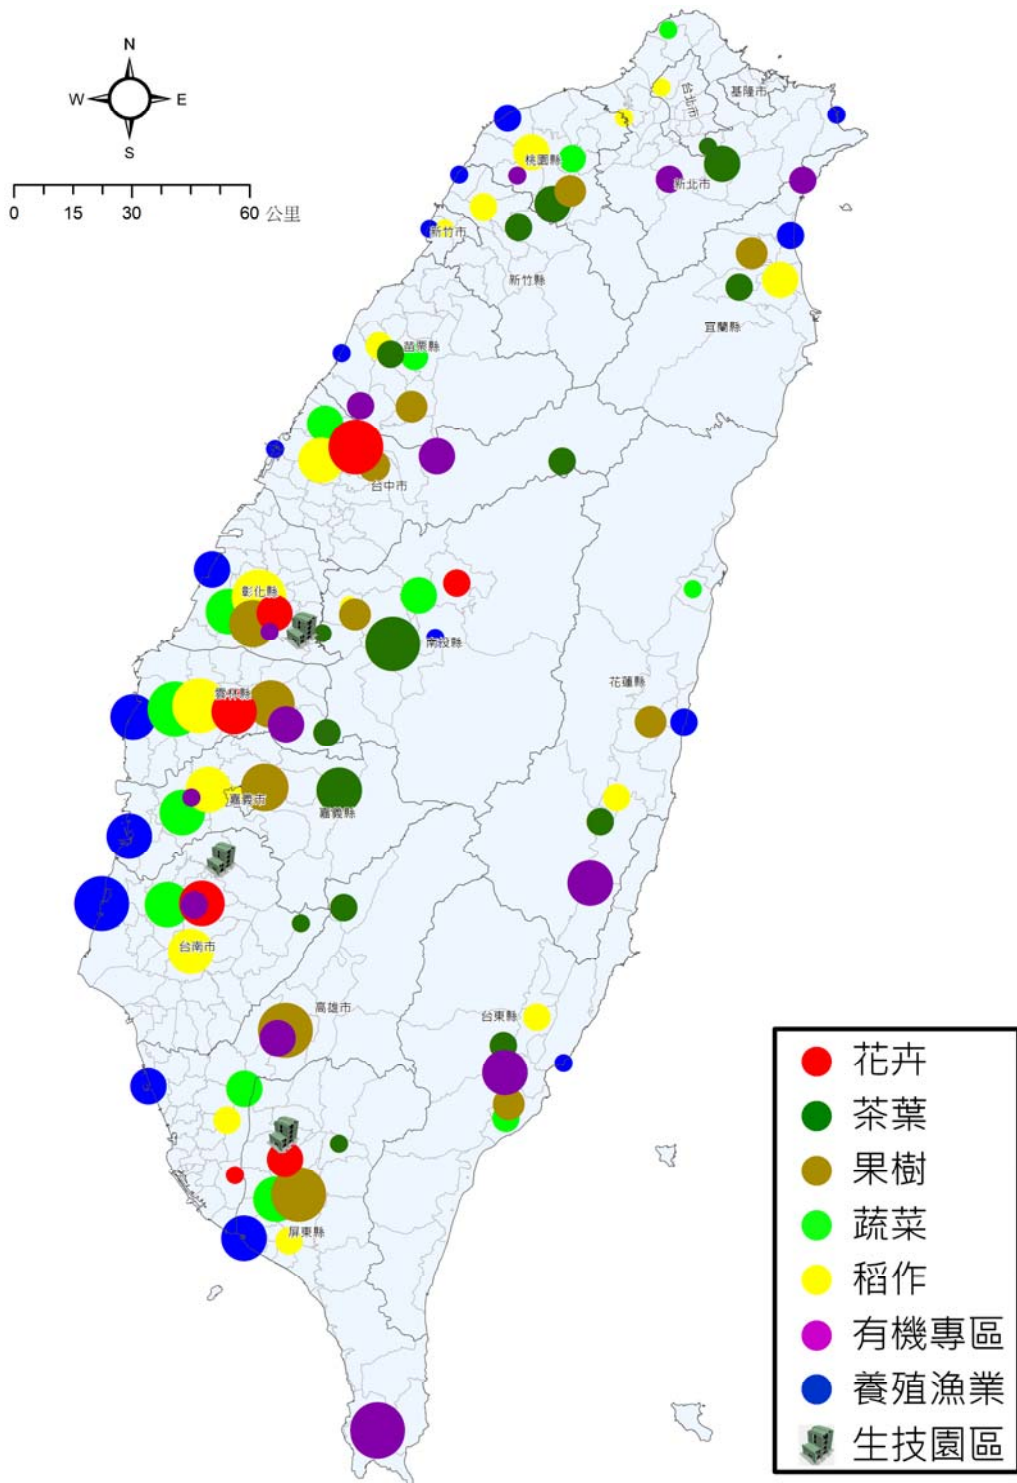 N
W E
S
0 15 30 60 公里
基隆市
台北市
桃園縣
新北市
新竹市
新竹縣
宜蘭縣
苗栗縣
台中市
彰化縣
南投縣
花蓮縣
雲林縣
嘉義市
嘉義縣
台南市
高雄市
台東縣
屏東縣
花卉
茶葉
果樹
蔬菜
稻作
有機專區
養殖漁業
生技園區